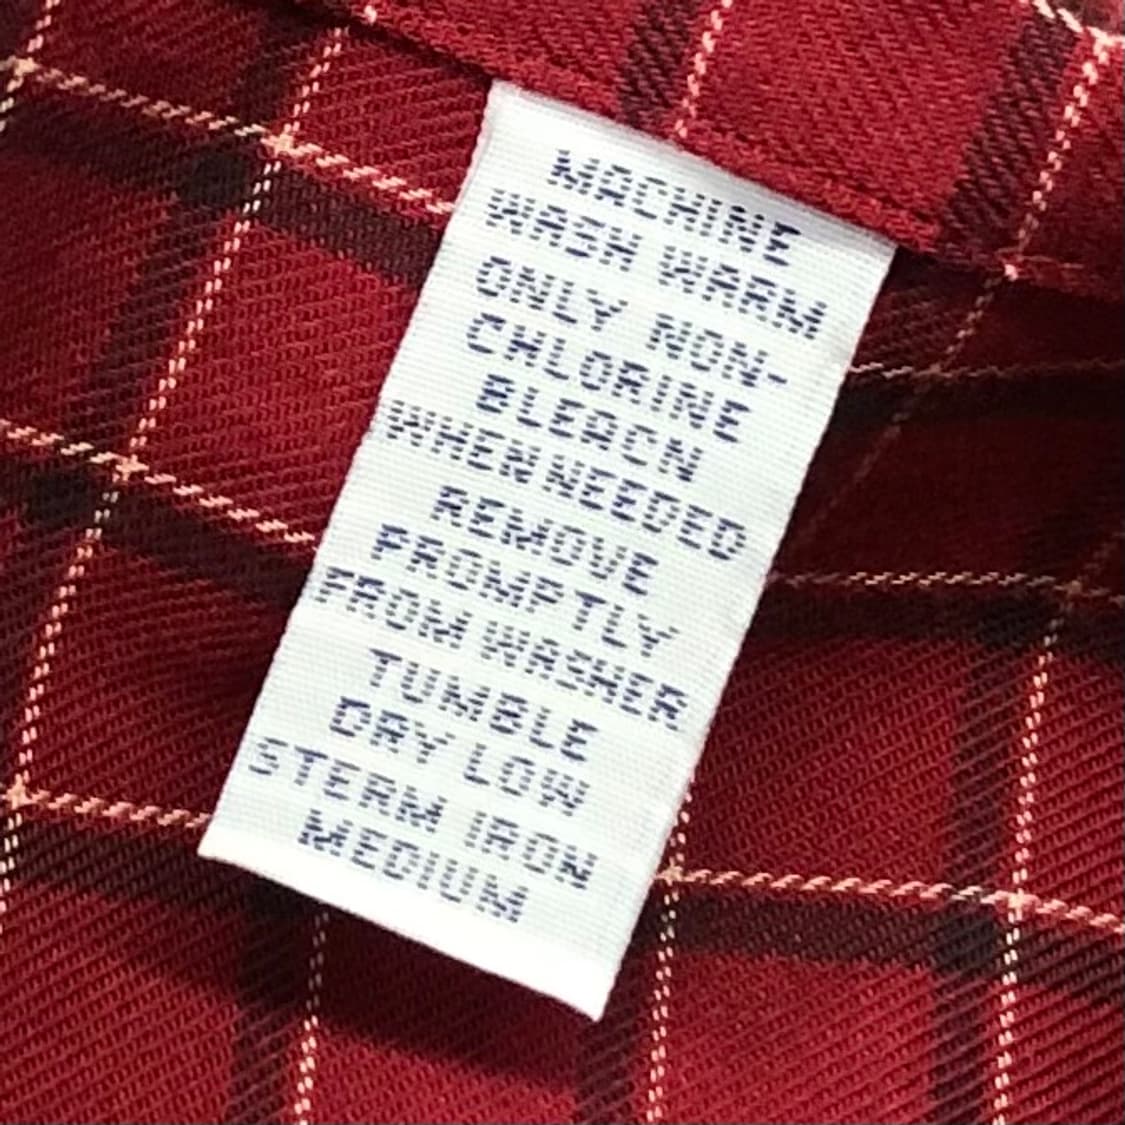 MACHINE
WASH WARM
ONLY NON-
CHLORINE
BLEACN
WHEN NEEDED
REMOVE
PROMPTLY
FROM WASHER
TUMBLE
DRY LOW
STERM IRON
MEDIUM